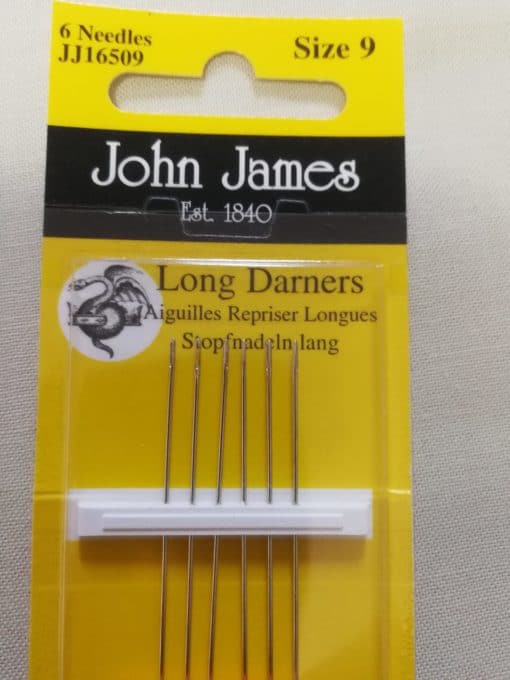 6 Needles
JJ16509
Size 9
John James
Est. 1840
Long Darners
Aiguilles Repriser Longues
Stopfnadeln lang